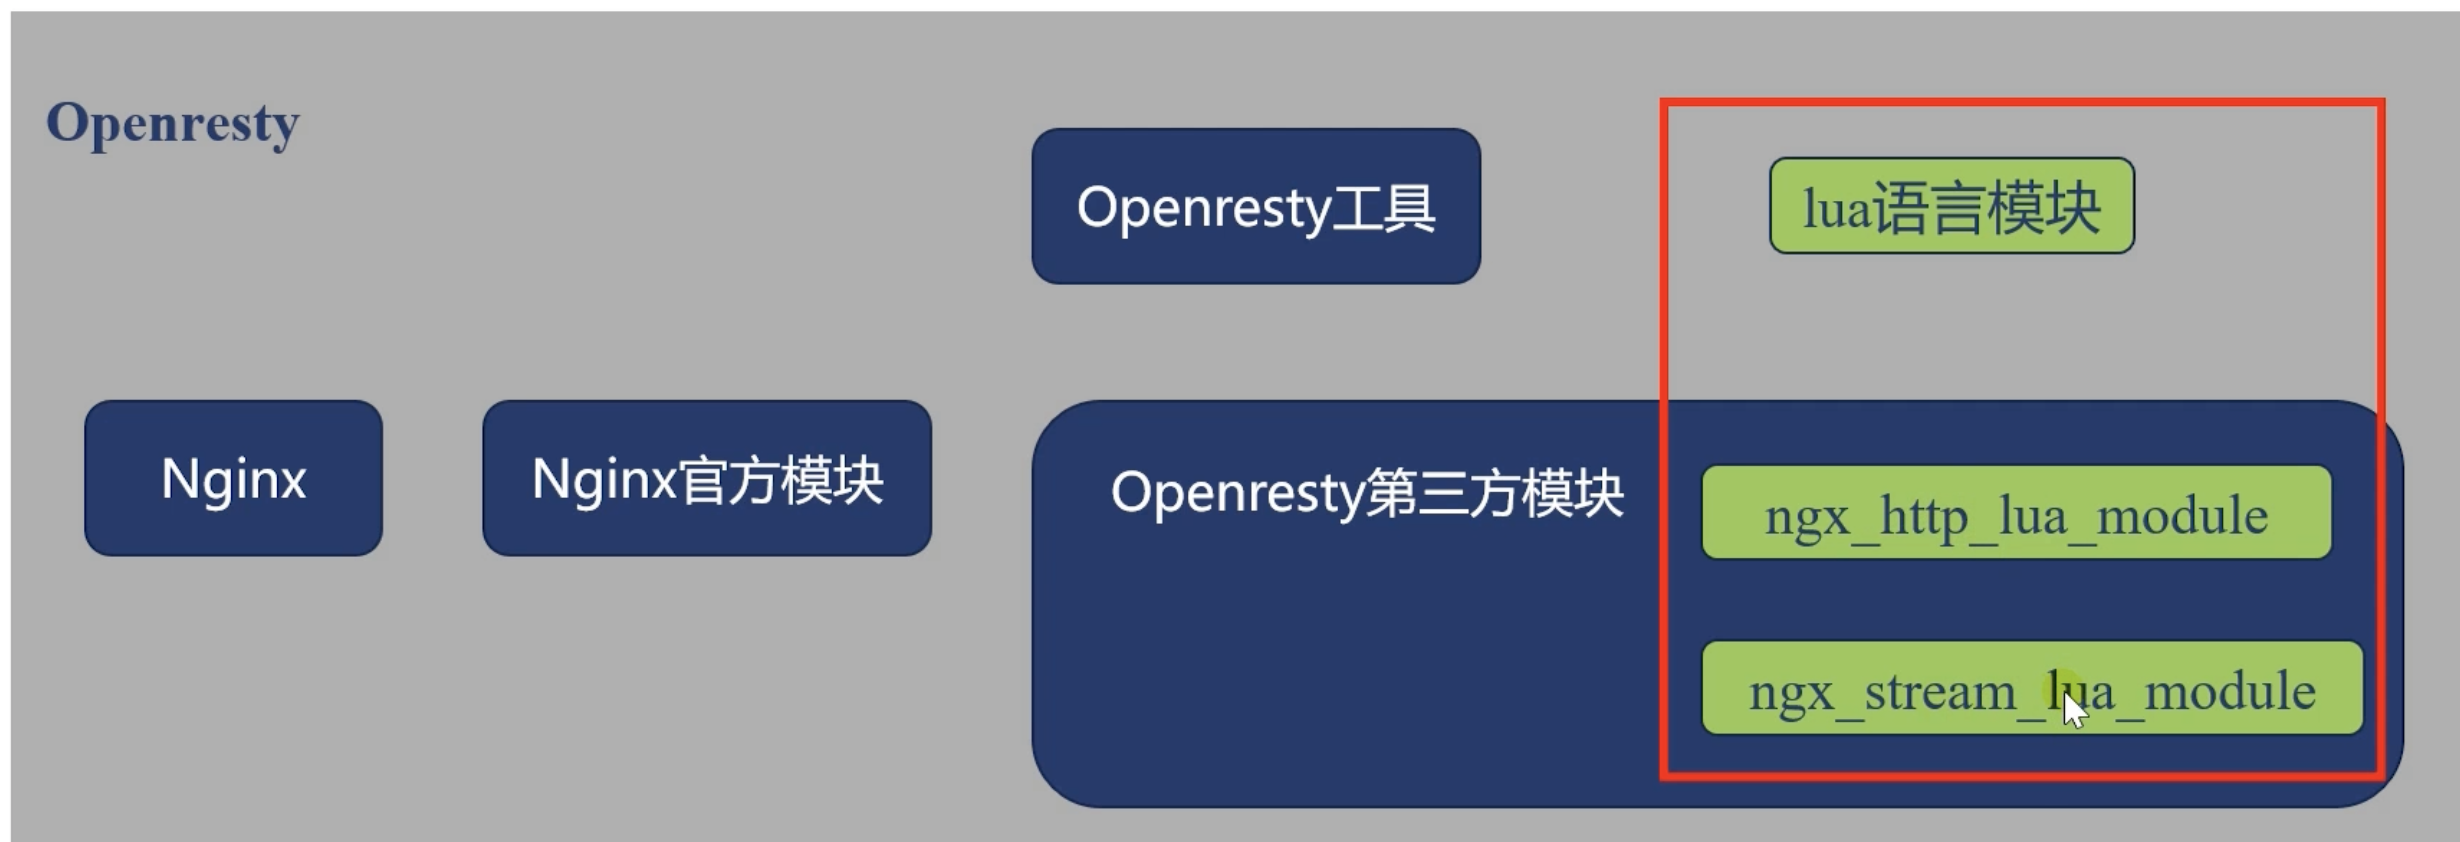 Openresty
Openresty工具
lua语言模块
Nginx
Nginx官方模块
Openresty第三方模块
ngx_http_lua_module
ngx_stream_lua_module